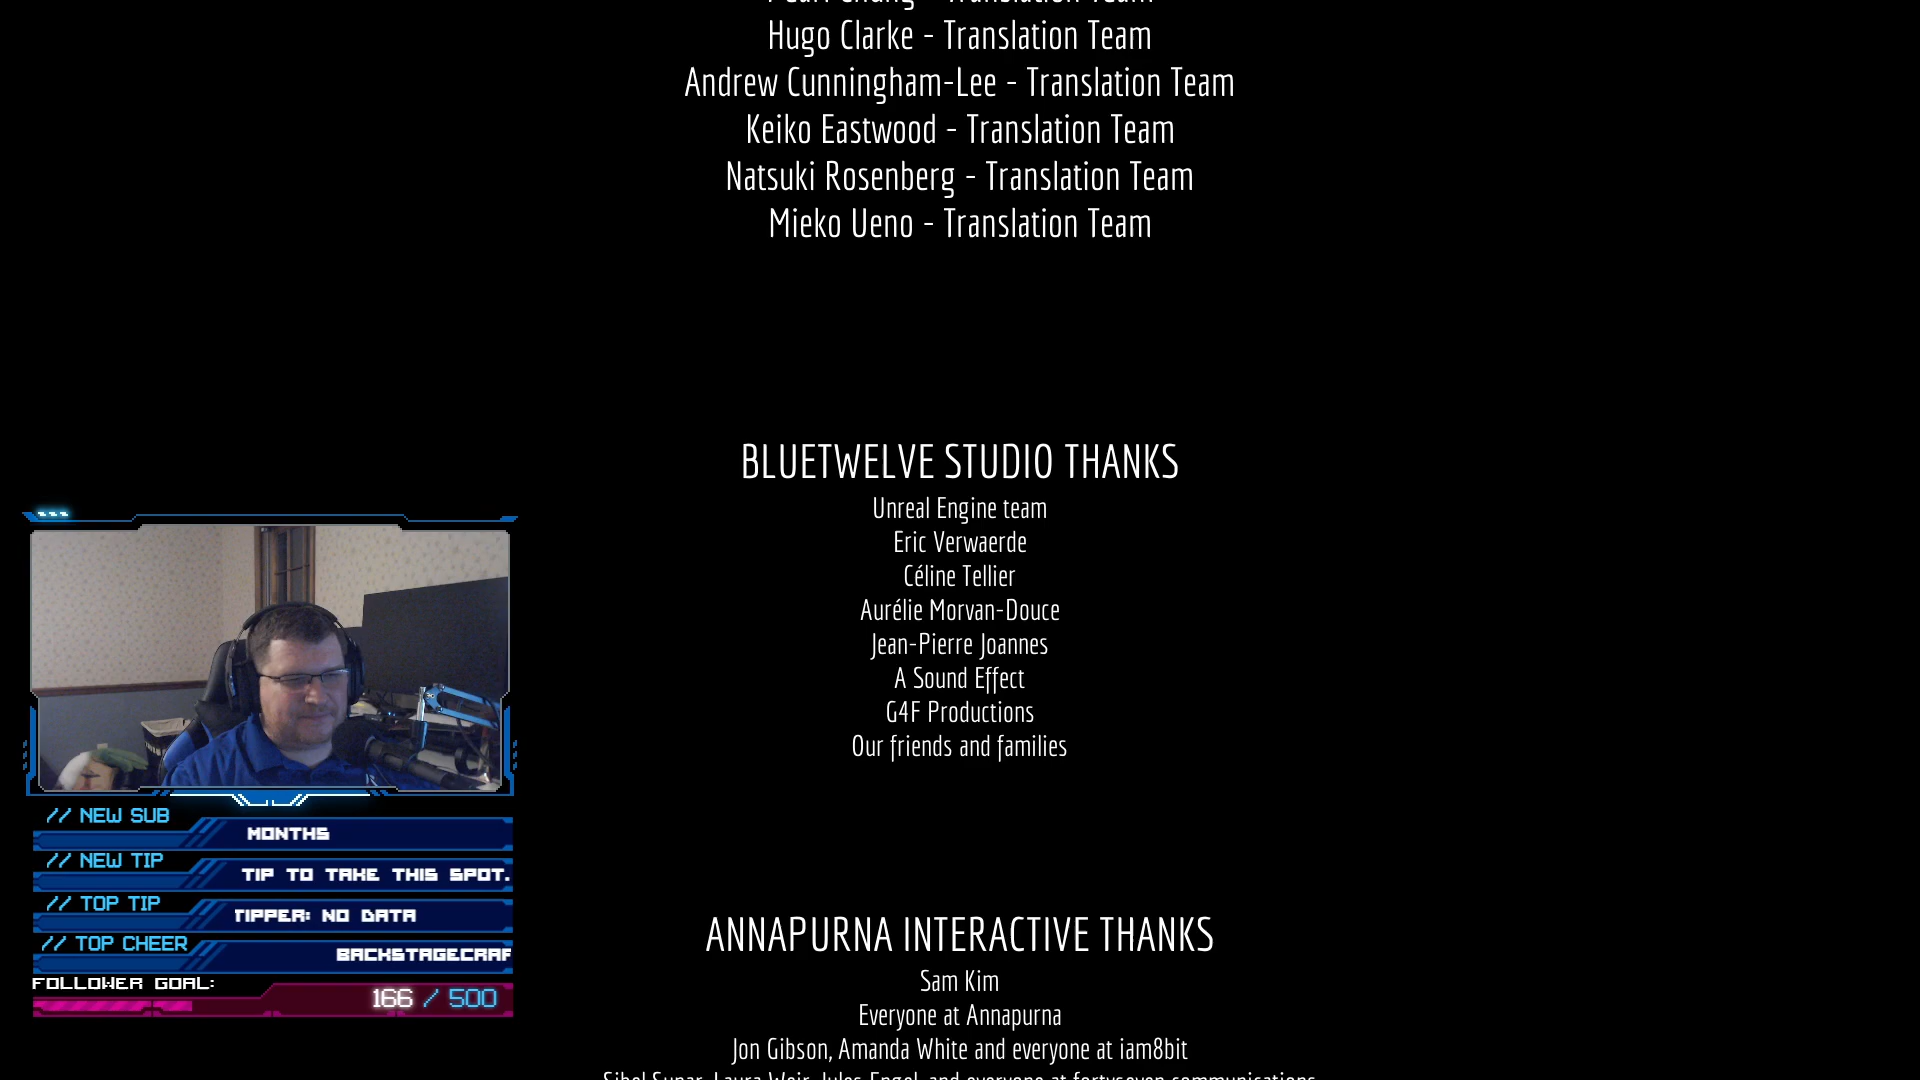 Hugo Clarke - Translation Team
Andrew Cunningham-Lee - Translation Team
Keiko Eastwood - Translation Team
Natsuki Rosenberg - Translation Team
Mieko Ueno - Translation Team
BLUETWELVE STUDIO THANKS
Unreal Engine team
Eric Verwaerde
Céline Tellier
Aurélie Morvan-Douce
Jean-Pierre Joannes
A Sound Effect
G4F Productions
Our friends and families
ANNAPURNA INTERACTIVE THANKS
Sam Kim
Everyone at Annapurna
Jon Gibson, Amanda White and everyone at iam8bit
// NEW SUB
MONTHS
// NEW TIP
TIP TO TAKE THIS SPOT.
// TOP TIP
TIPPER: NO DATA
// TOP CHEER
BACKSTAGECRAF
FOLLOWER GOAL:
166 / 500